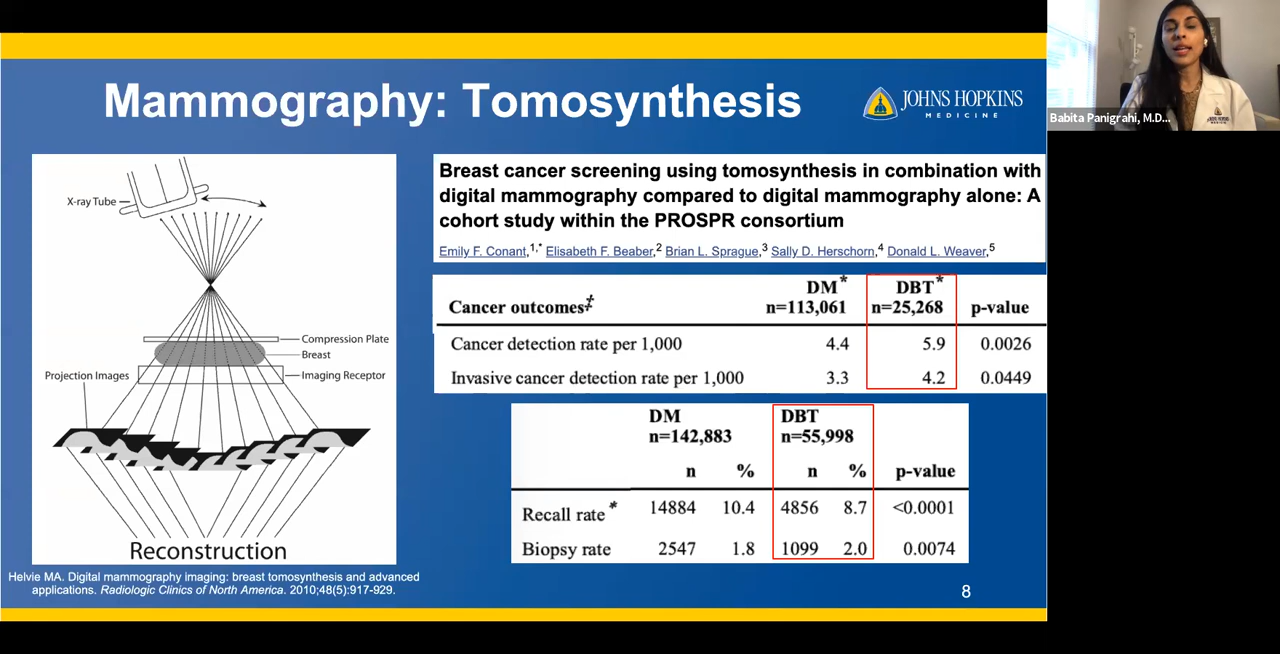 Mammography: Tomosynthesis
JOHNS HOPKINS
MEDICINE
Babita Panigrahi, M.D...
X-ray Tube
Compression Plate
Breast
Projection Images
Imaging Receptor
Reconstruction
Helvie MA. Digital mammography imaging: breast tomosynthesis and advanced
applications. Radiologic Clinics of North America. 2010;48(5):917-929.
Breast cancer screening using tomosynthesis in combination with
digital mammography compared to digital mammography alone: A
cohort study within the PROSPR consortium
Emily F. Conant,1,* Elisabeth F. Beaber,2 Brian L. Sprague,3 Sally D. Herschorn,4 Donald L. Weaver,5
DM* DBT*
Cancer outcomes‡ n=113,061 n=25,268 p-value
Cancer detection rate per 1,000 4.4 5.9 0.0026
Invasive cancer detection rate per 1,000 3.3 4.2 0.0449
DM DBT
n=142,883 n=55,998
n % n % p-value
Recall rate* 14884 10.4 4856 8.7 <0.0001
Biopsy rate 2547 1.8 1099 2.0 0.0074
8